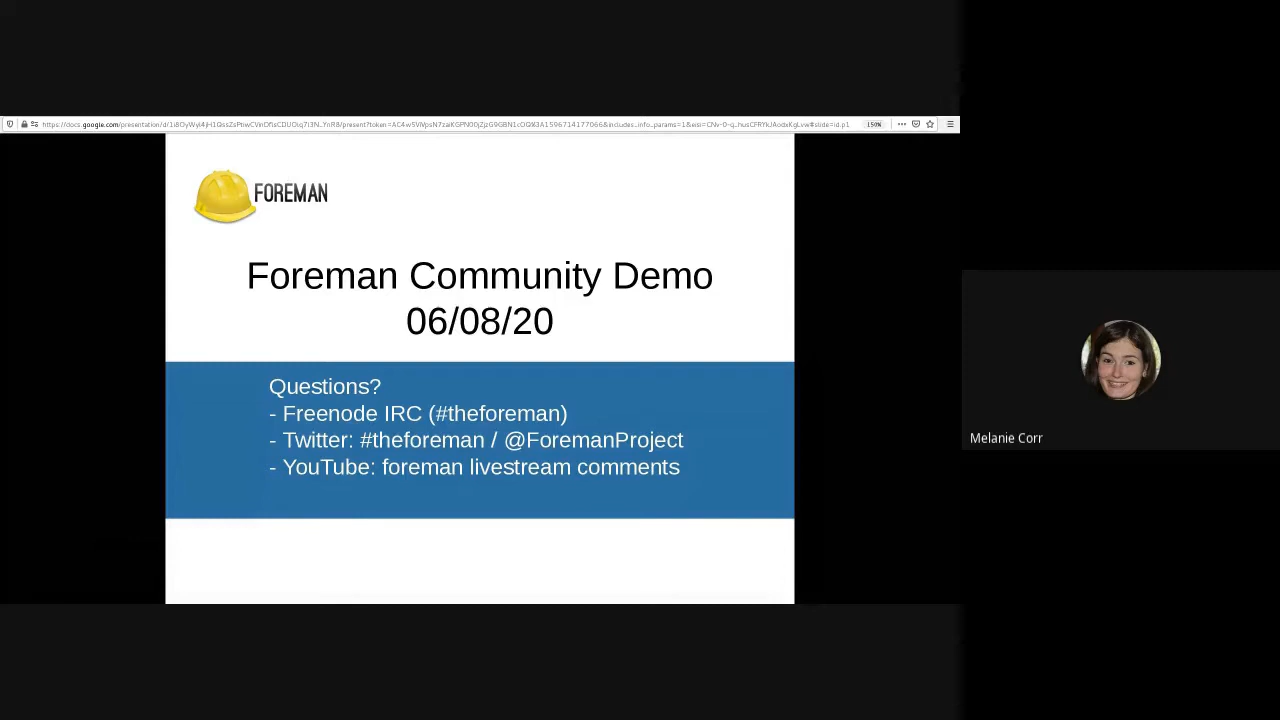 150%
FOREMAN
Foreman Community Demo
06/08/20
Questions?
- Freenode IRC (#theforeman)
- Twitter: #theforeman / @ForemanProject
- YouTube: foreman livestream comments
Melanie Corr